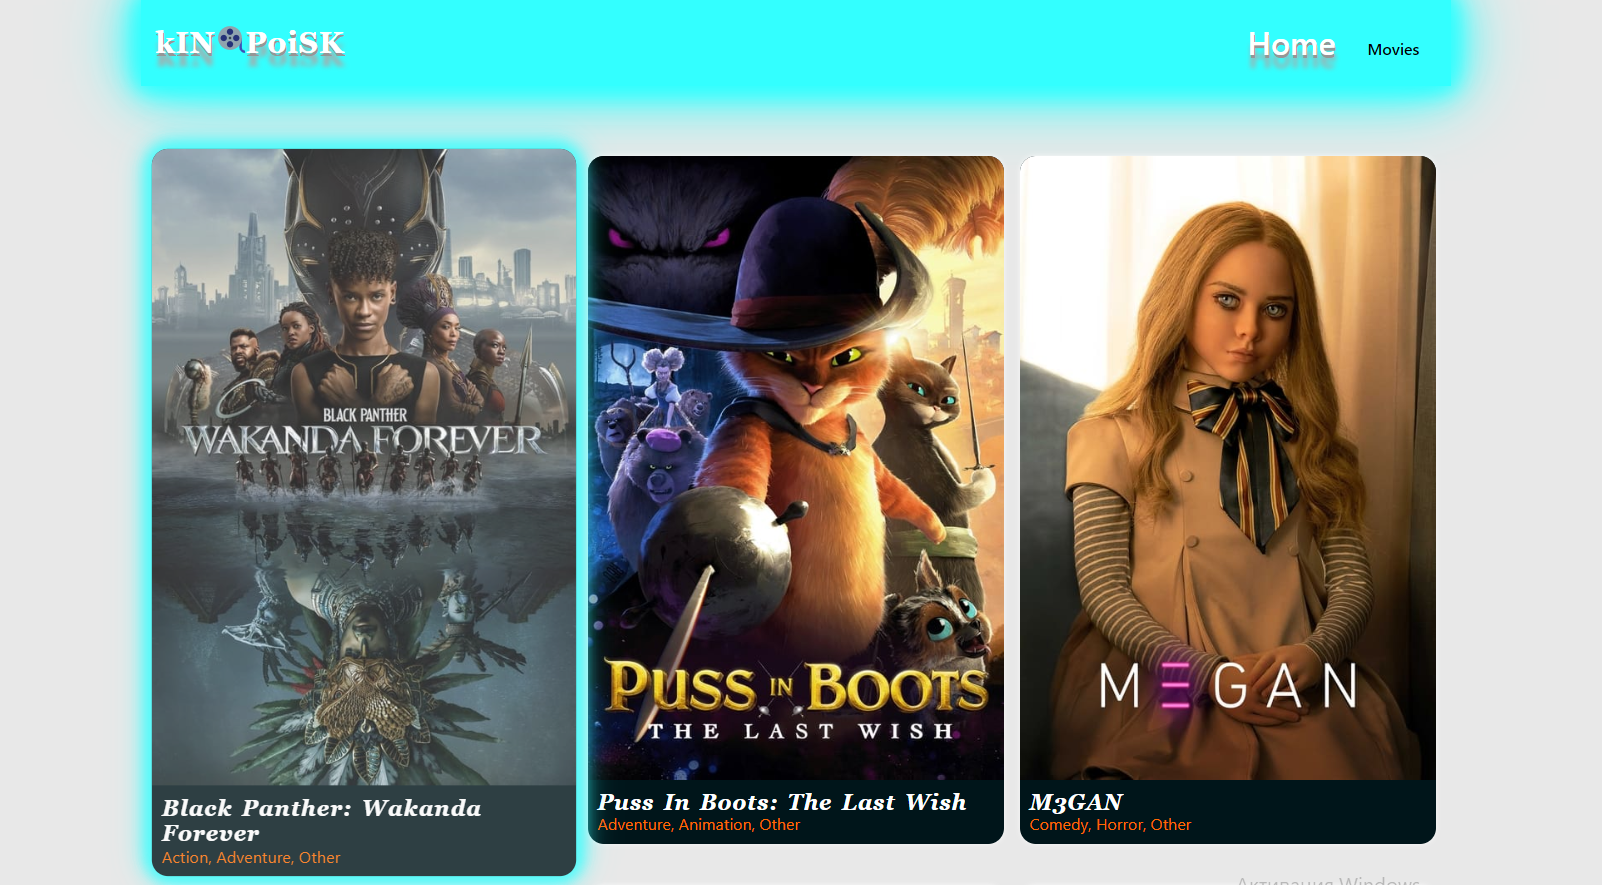 kIN PoiSK
Home
Movies
BLACK PANTHER
WAKANDA FOREVER
Black Panther: Wakanda
Forever
Action, Adventure, Other
PUSS IN BOOTS
THE LAST WISH
Puss In Boots: The Last Wish
Adventure, Animation, Other
M3GAN
M3GAN
Comedy, Horror, Other
Активация Windows